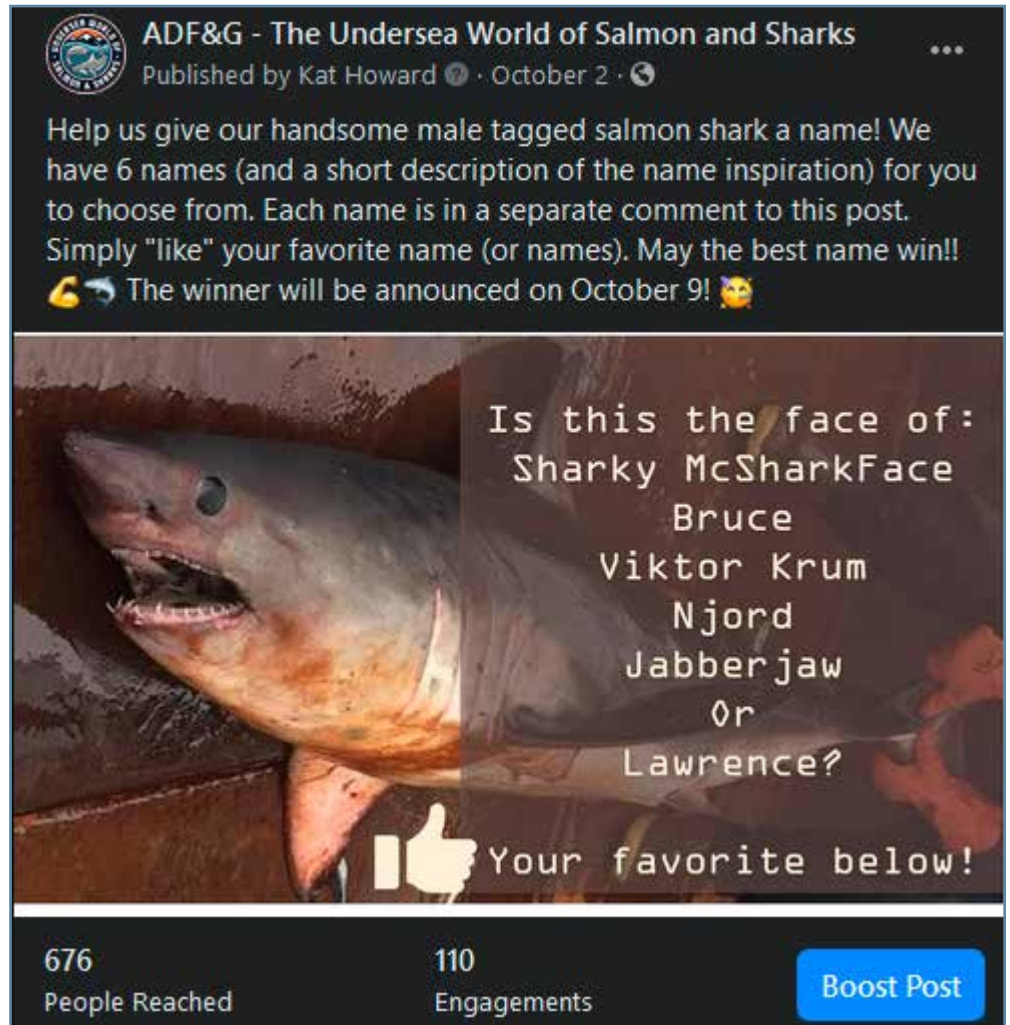 ADF&G - The Undersea World of Salmon and Sharks
Published by Kat Howard · October 2 ·
Help us give our handsome male tagged salmon shark a name! We
have 6 names (and a short description of the name inspiration) for you
to choose from. Each name is in a separate comment to this post.
Simply "like" your favorite name (or names). May the best name win!!
💪🦈 The winner will be announced on October 9! 🥳
Is this the face of:
Sharky McSharkFace
Bruce
Viktor Krum
Njord
Jabberjaw
Or
Lawrence?
Your favorite below!
676
People Reached
110
Engagements
Boost Post